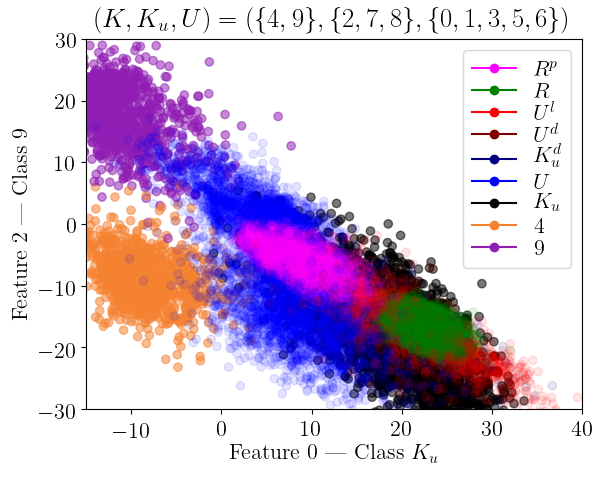 (K, K_u, U) = ({4, 9}, {2, 7, 8}, {0, 1, 3, 5, 6})
30
20
10
0
−10
−20
−30
Feature 2 — Class 9
R^p
R
U^l
U^d
K_u^d
U
K_u
4
9
−10
0
10
20
30
40
Feature 0 — Class K_u